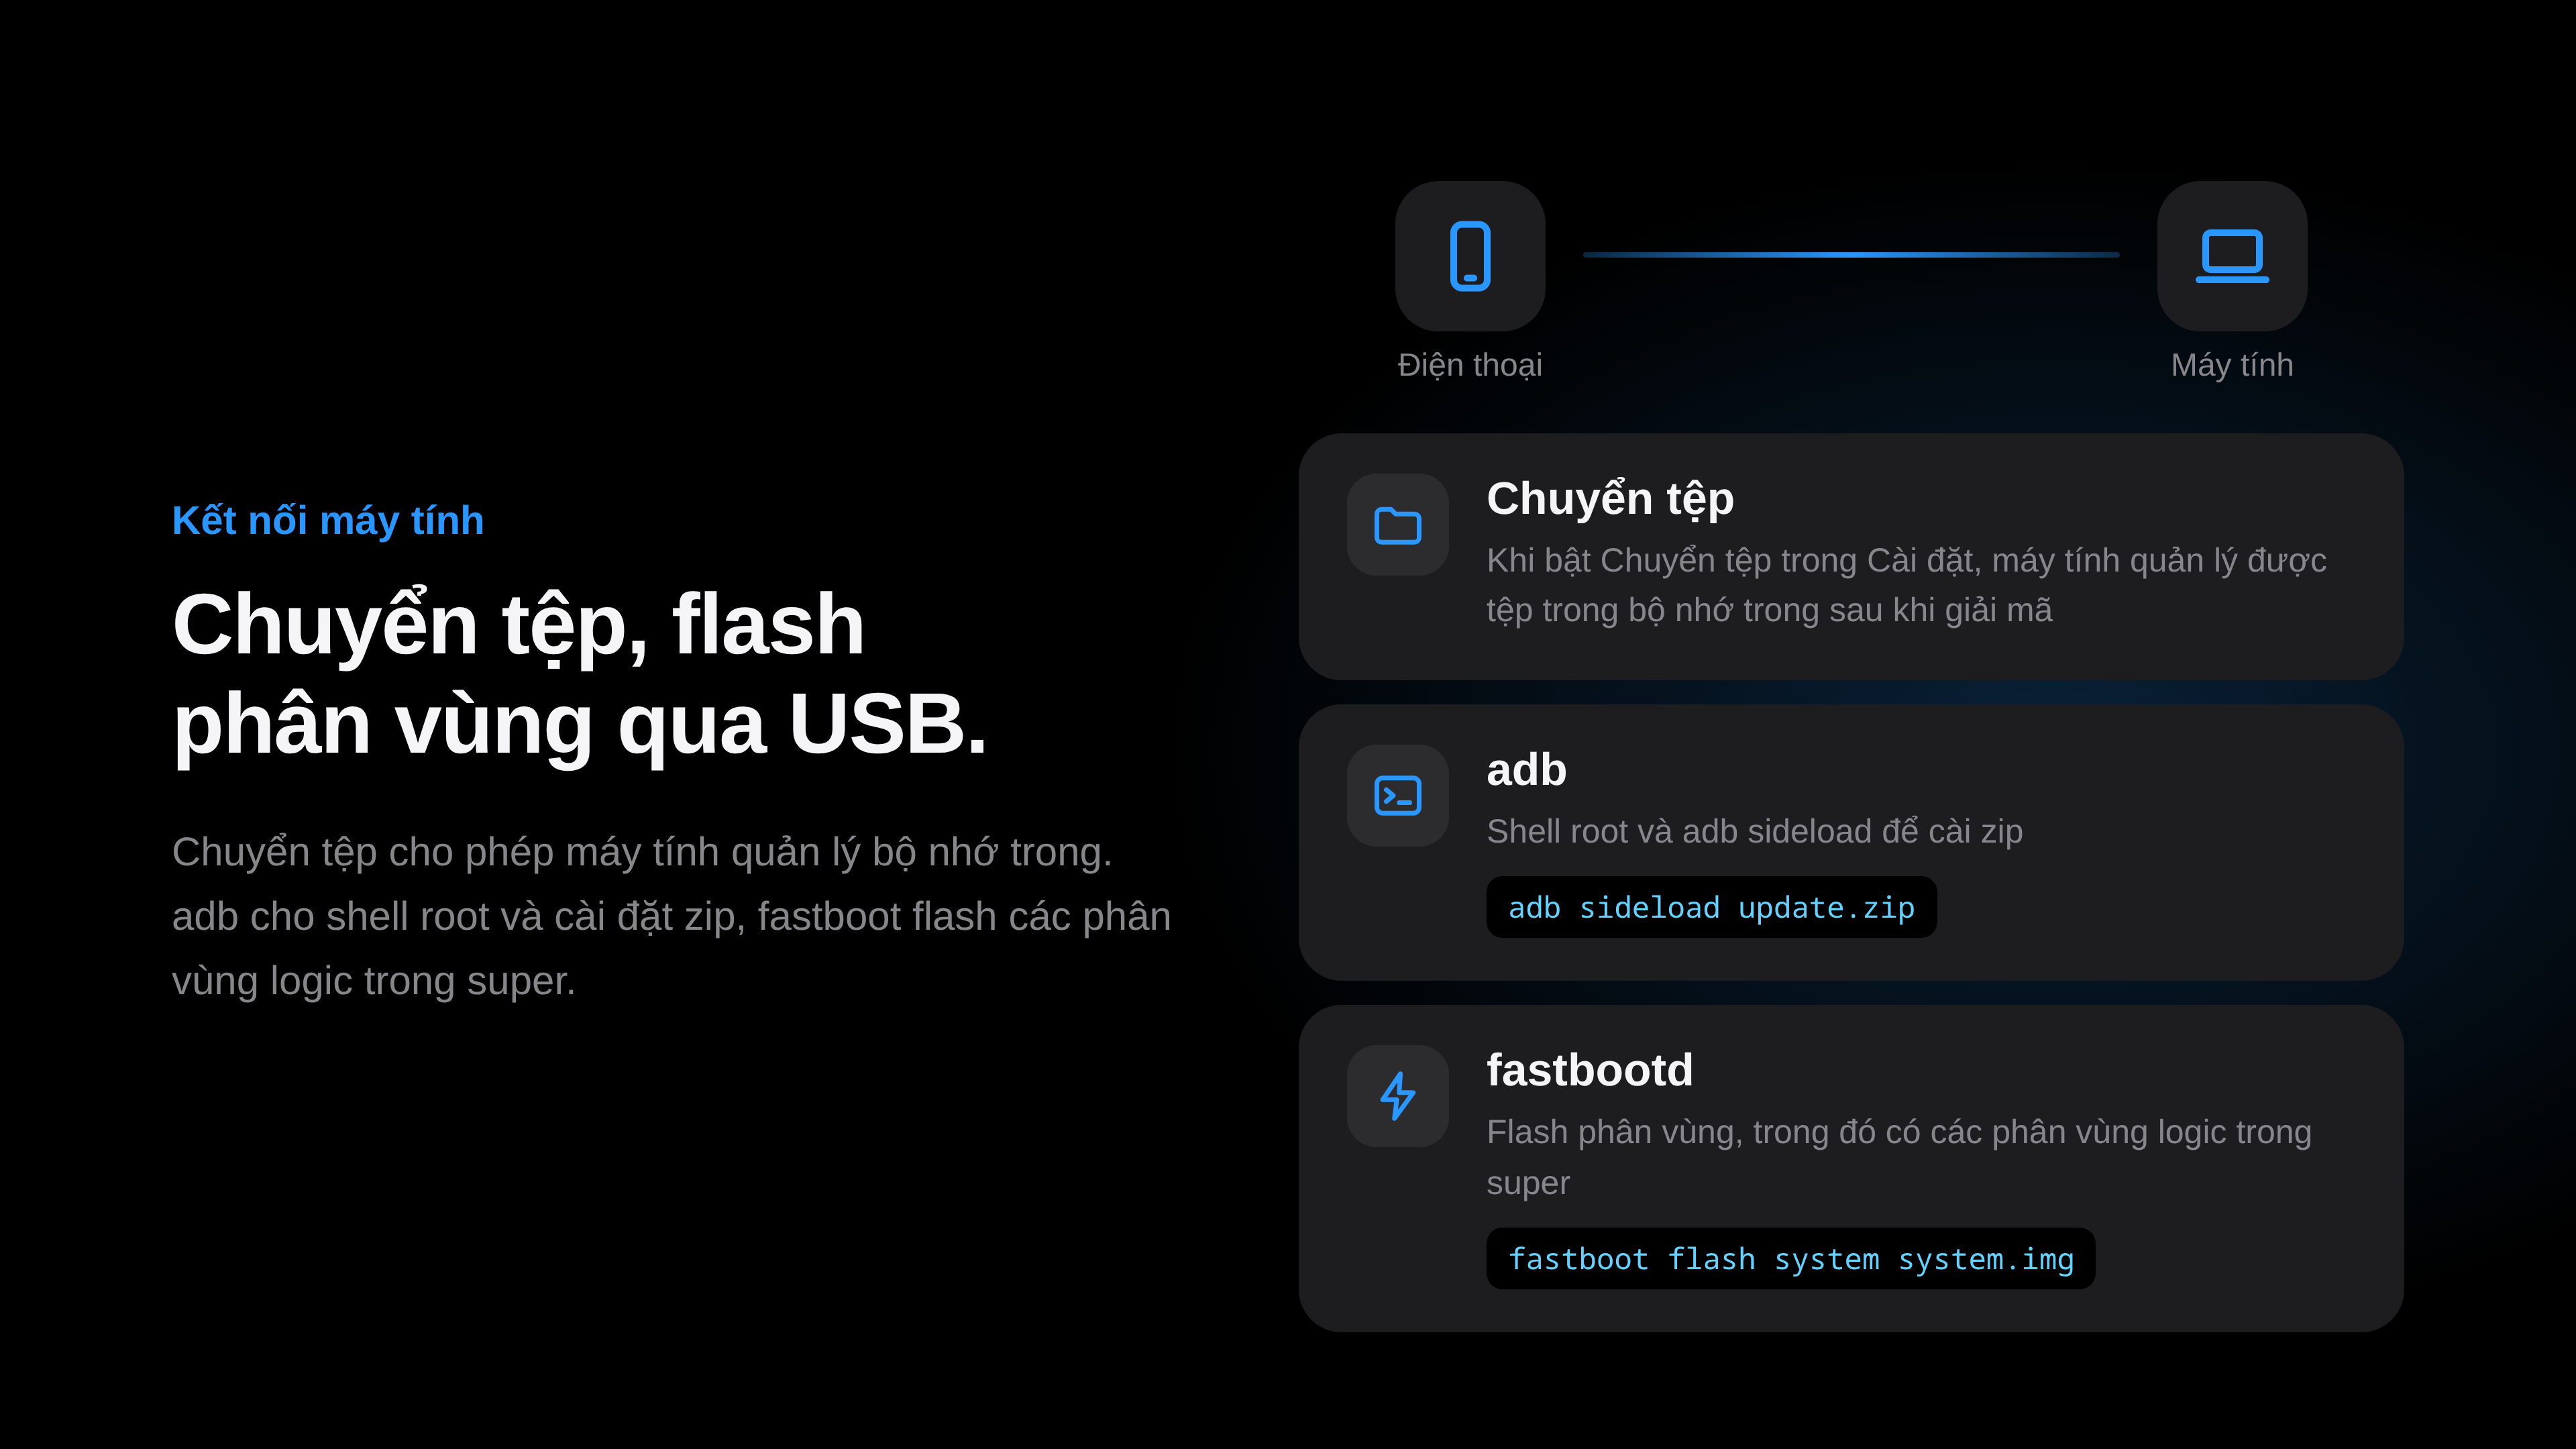 Kết nối máy tính
Chuyển tệp, flash
phân vùng qua USB.
Chuyển tệp cho phép máy tính quản lý bộ nhớ trong.
adb cho shell root và cài đặt zip, fastboot flash các phân
vùng logic trong super.
Điện thoại
Máy tính
Chuyển tệp
Khi bật Chuyển tệp trong Cài đặt, máy tính quản lý được
tệp trong bộ nhớ trong sau khi giải mã
adb
Shell root và adb sideload để cài zip
adb sideload update.zip
fastbootd
Flash phân vùng, trong đó có các phân vùng logic trong
super
fastboot flash system system.img